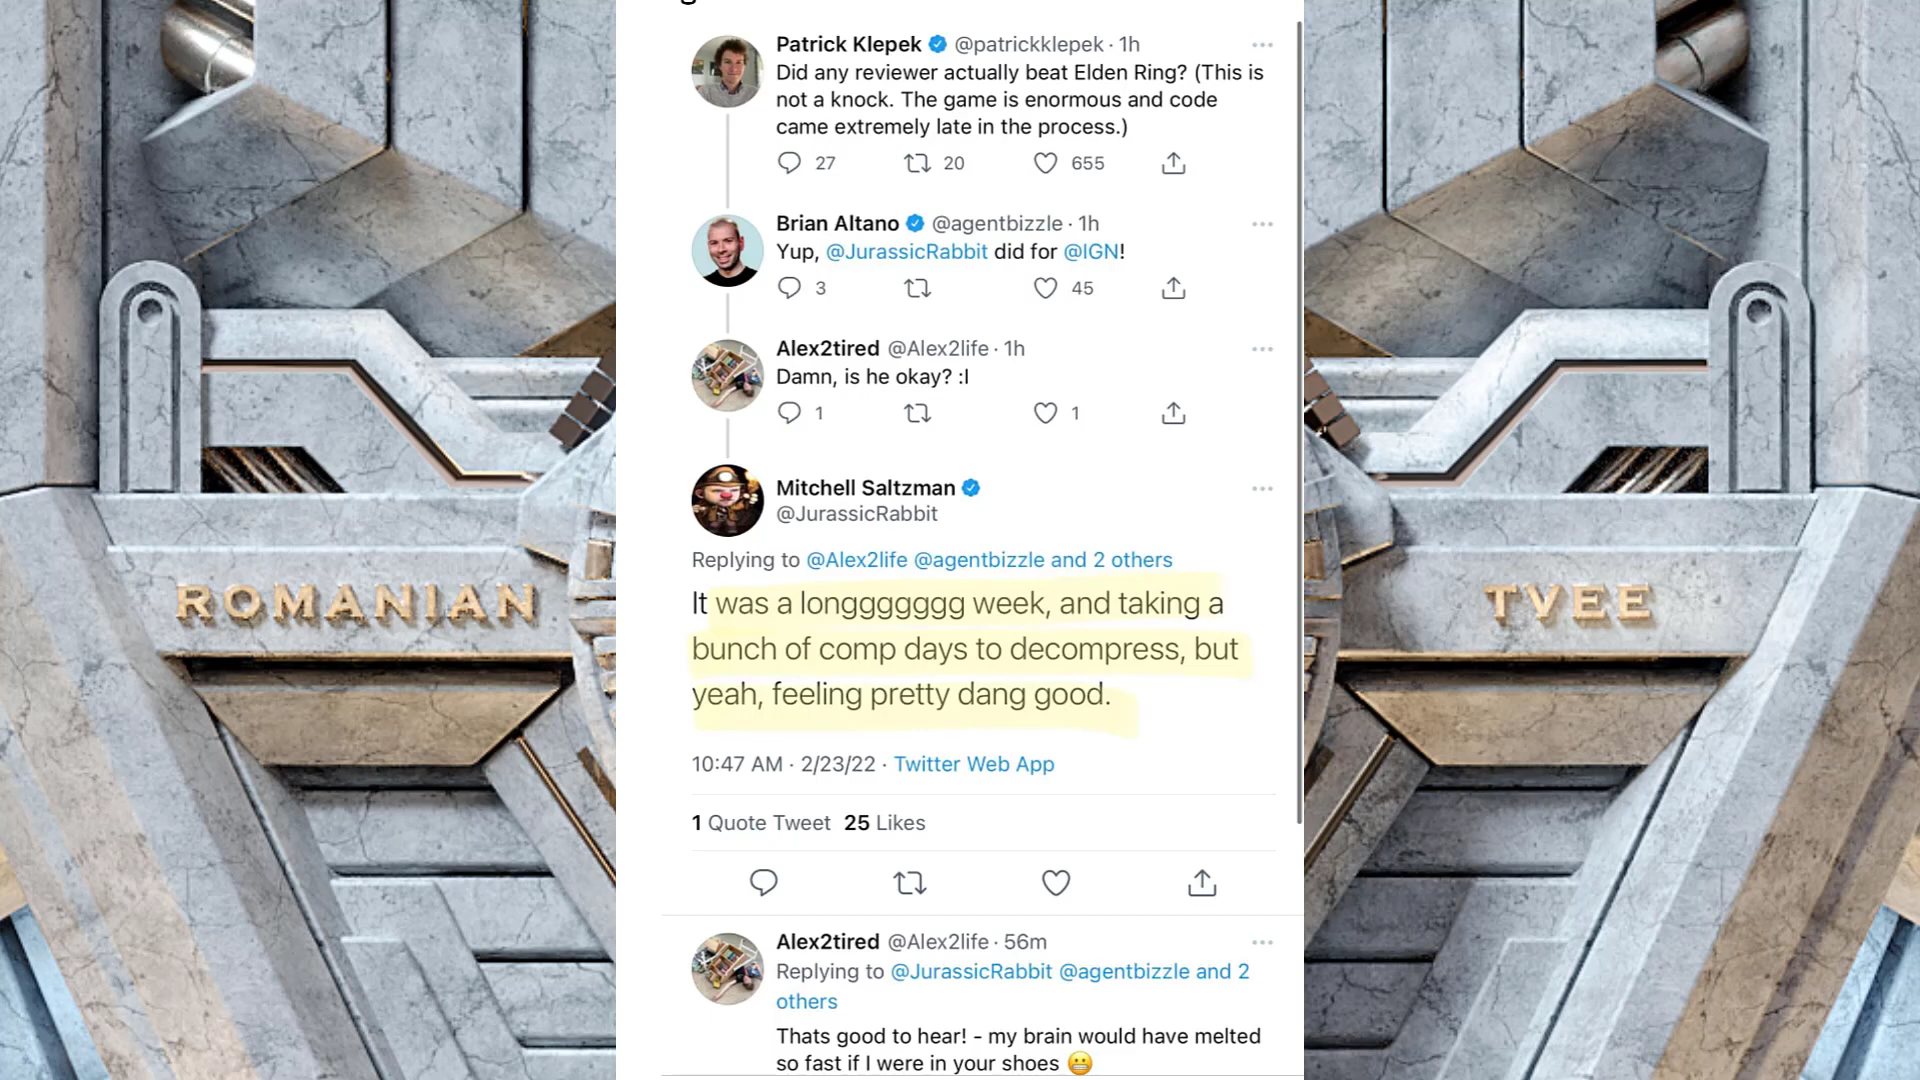 Patrick Klepek @patrickklepek · 1h
Did any reviewer actually beat Elden Ring? (This is
not a knock. The game is enormous and code
came extremely late in the process.)
27 20 655
Brian Altano @agentbizzle · 1h
Yup, @JurassicRabbit did for @IGN!
3 45
Alex2tired @Alex2life · 1h
Damn, is he okay? :l
1 1
Mitchell Saltzman
@JurassicRabbit
Replying to @Alex2life @agentbizzle and 2 others
It was a longgggggg week, and taking a
bunch of comp days to decompress, but
yeah, feeling pretty dang good.
10:47 AM · 2/23/22 · Twitter Web App
1 Quote Tweet 25 Likes
Alex2tired @Alex2life · 56m
Replying to @JurassicRabbit @agentbizzle and 2
others
Thats good to hear! - my brain would have melted
so fast if I were in your shoes 😬
ROMANIAN
TVEE